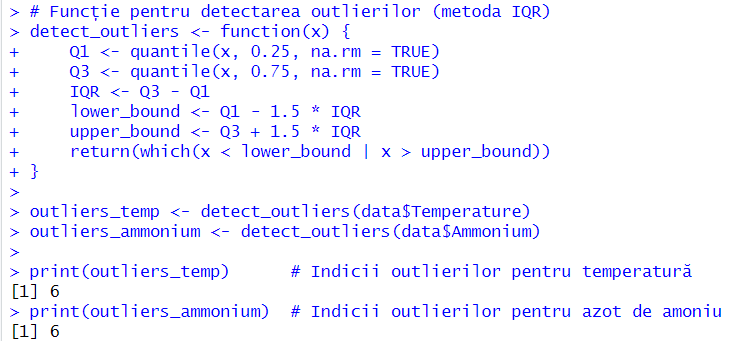 > # Funcție pentru detectarea outlierilor (metoda IQR)
> detect_outliers <- function(x) {
+     Q1 <- quantile(x, 0.25, na.rm = TRUE)
+     Q3 <- quantile(x, 0.75, na.rm = TRUE)
+     IQR <- Q3 - Q1
+     lower_bound <- Q1 - 1.5 * IQR
+     upper_bound <- Q3 + 1.5 * IQR
+     return(which(x < lower_bound | x > upper_bound))
+ }
>
> outliers_temp <- detect_outliers(data$Temperature)
> outliers_ammonium <- detect_outliers(data$Ammonium)
>
> print(outliers_temp)      # Indicii outlierilor pentru temperatură
[1] 6
> print(outliers_ammonium)  # Indicii outlierilor pentru azot de amoniu
[1] 6